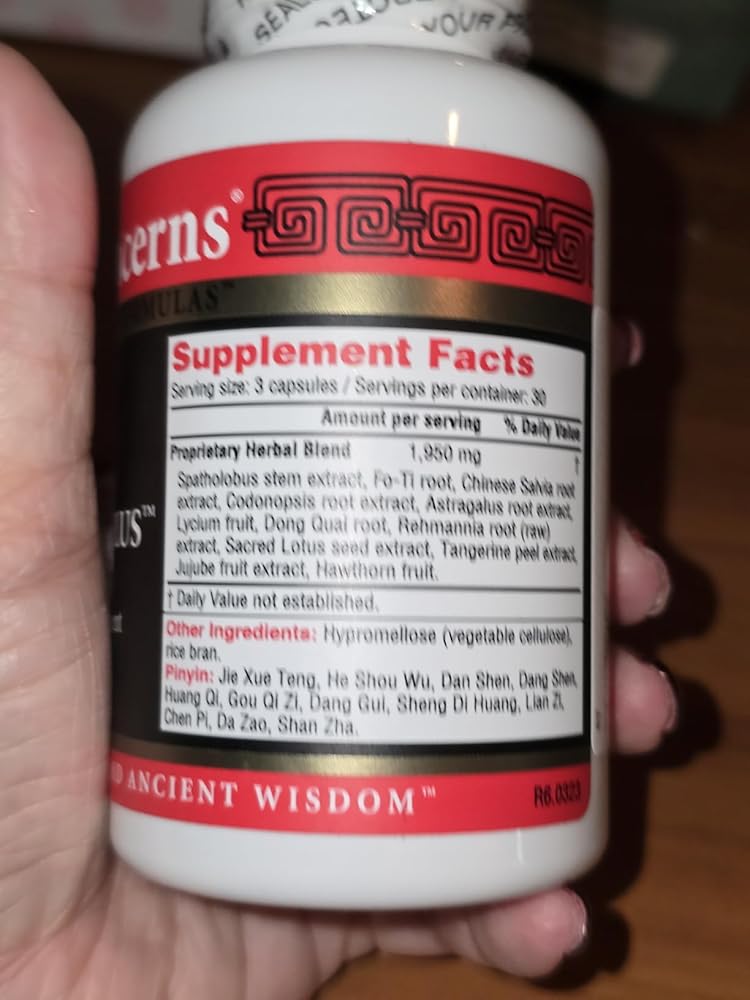 SEAL
YOUR
cerns®
MULAS™
Supplement Facts
Serving size: 3 capsules / Servings per container: 30
Amount per serving % Daily Value
Proprietary Herbal Blend 1,950 mg †
Spatholobus stem extract, Fo-Ti root, Chinese Salvia root
extract, Codonopsis root extract, Astragalus root extract,
Lycium fruit, Dong Quai root, Rehmannia root (raw)
extract, Sacred Lotus seed extract, Tangerine peel extract,
Jujube fruit extract, Hawthorn fruit.
† Daily Value not established.
Other Ingredients: Hypromellose (vegetable cellulose),
rice bran.
Pinyin: Jie Xue Teng, He Shou Wu, Dan Shen, Dang Shen,
Huang Qi, Gou Qi Zi, Dang Gui, Sheng Di Huang, Lian Zi,
Chen Pi, Da Zao, Shan Zha.
US™
ANCIENT WISDOM™
R6.0323